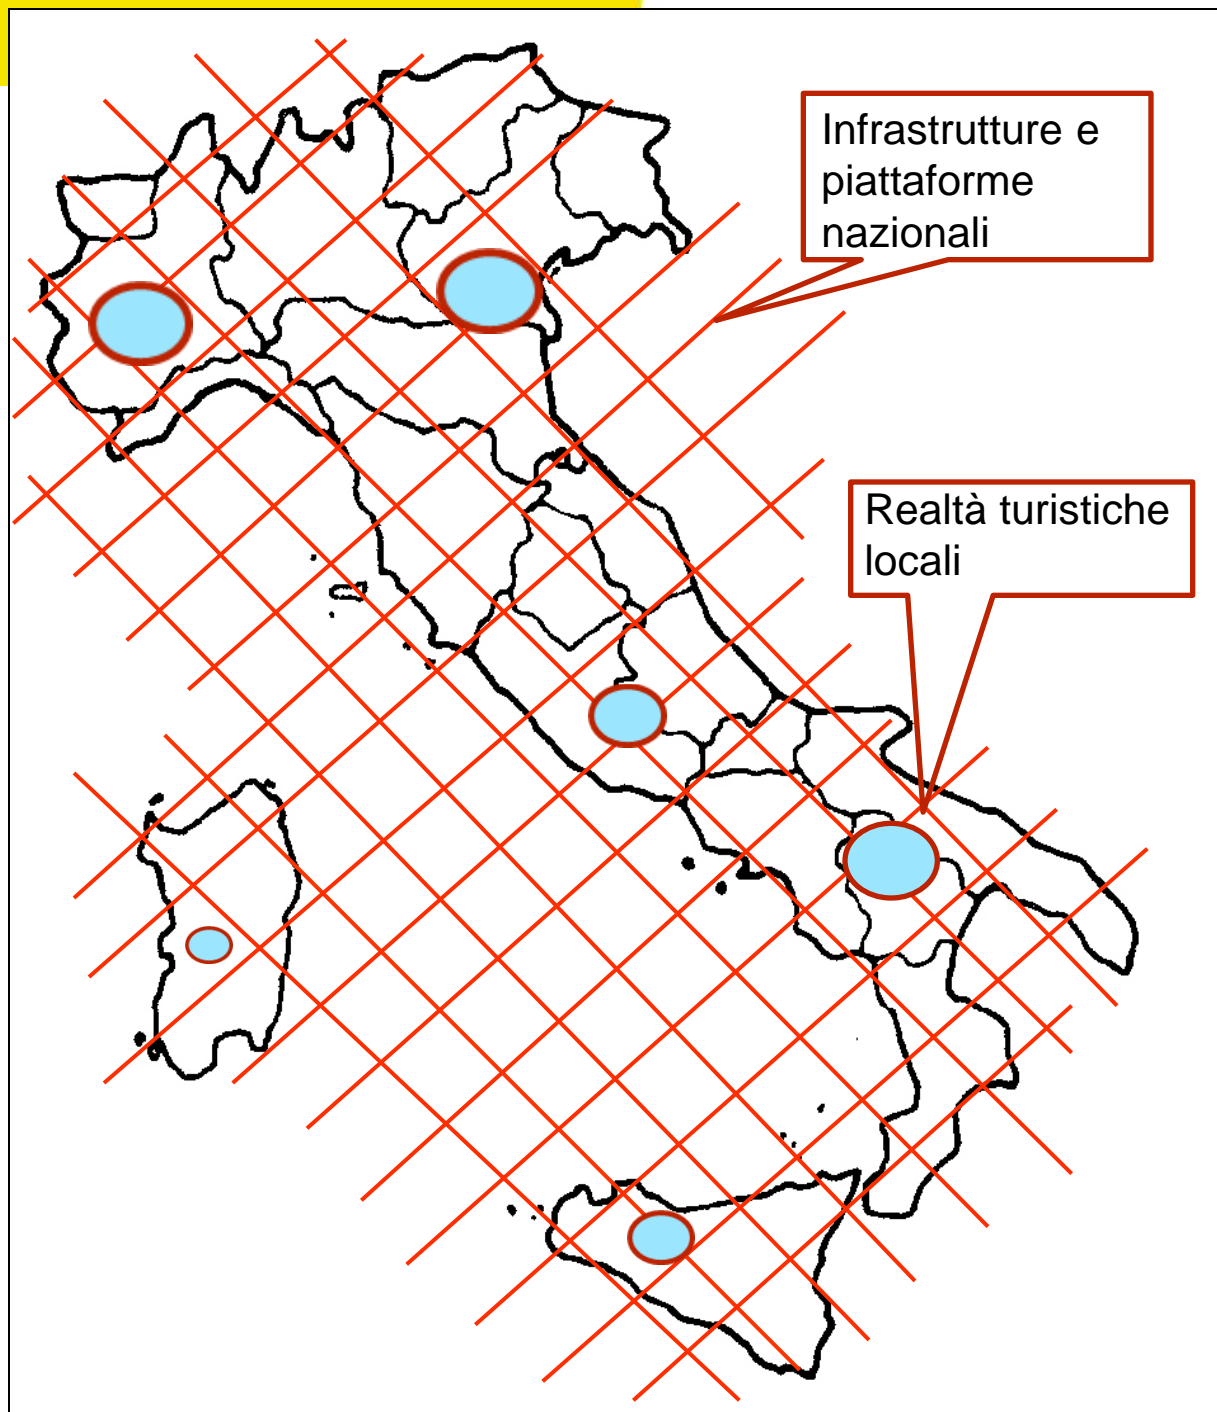 Infrastrutture e
piattaforme
nazionali
Realtà turistiche
locali